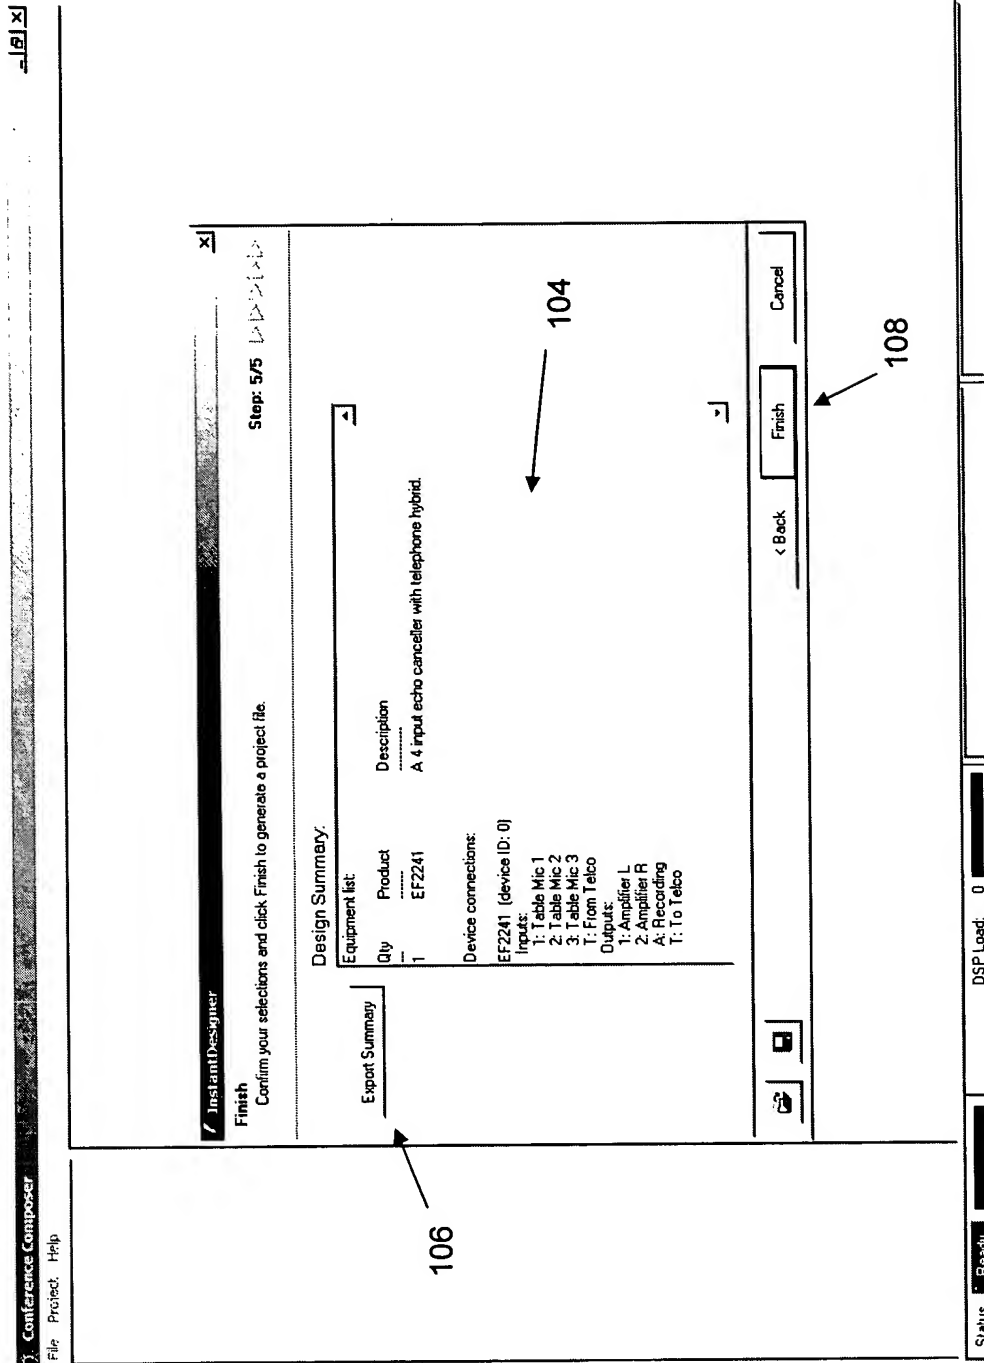 Conference Composer
File Project Help
InstantDesigner
Finish
Confirm your selections and click Finish to generate a project file.
Step: 5/5
Export Summary
Design Summary:
Equipment list:
Qty Product Description
--- ------ ----------
1 EF2241 A 4 input echo canceller with telephone hybrid.
Device connections:
EF2241 (device ID: 0)
Inputs:
1: Table Mic 1
2: Table Mic 2
3: Table Mic 3
T: From Telco
Outputs:
1: Amplifier L
2: Amplifier R
A: Recording
T: To Telco
< Back
Finish
Cancel
104
106
108
Status Ready
DSP Load: 0